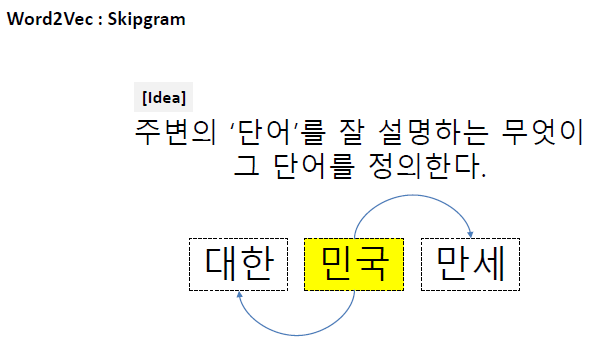 Word2Vec : Skipgram
[Idea]
주변의 ‘단어’를 잘 설명하는 무엇이
그 단어를 정의한다.
대한 민국 만세